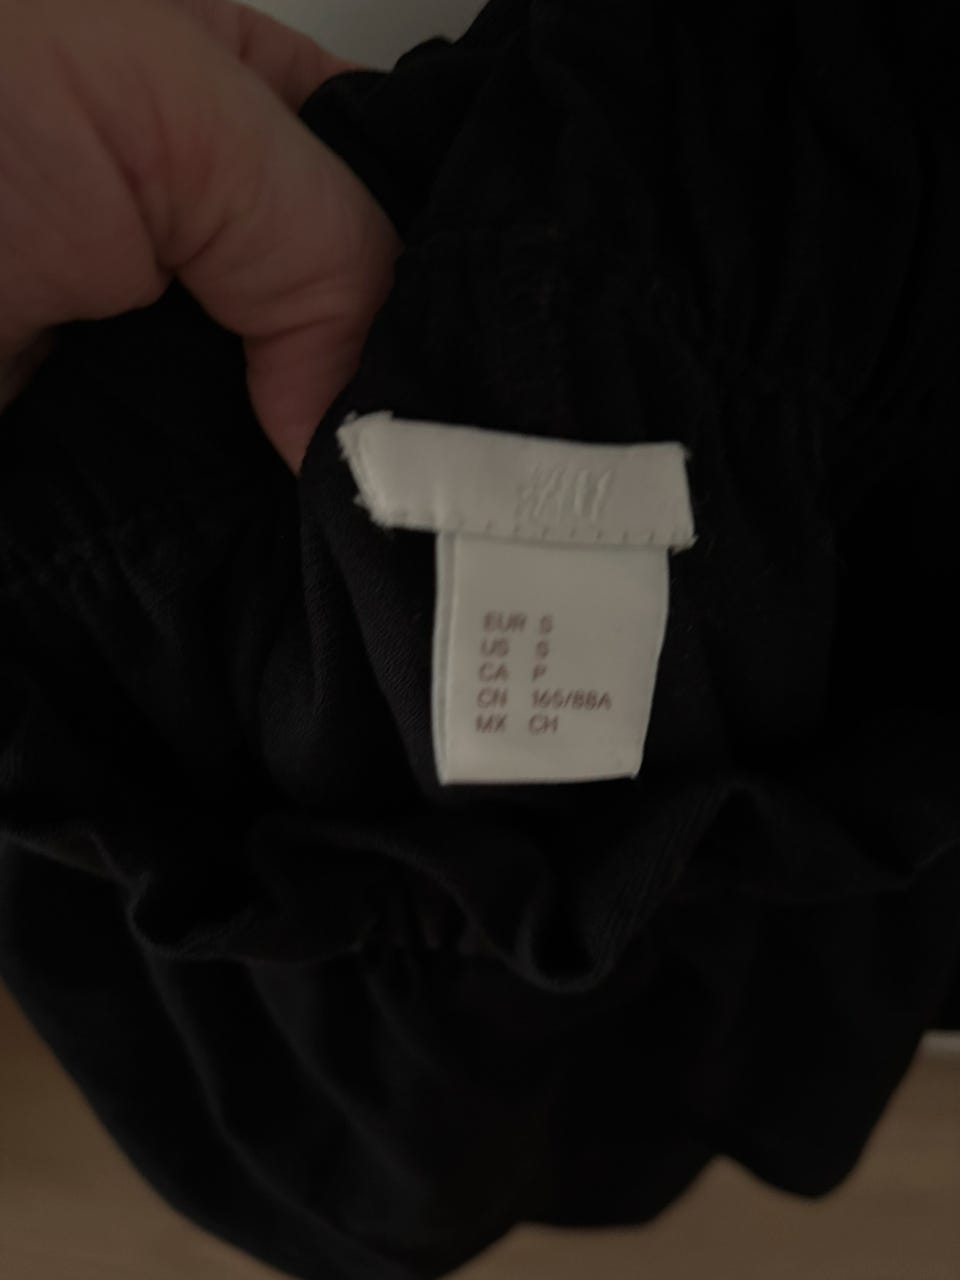 H&M
EUR S
US S
CA P
CN 165/88A
MX CH